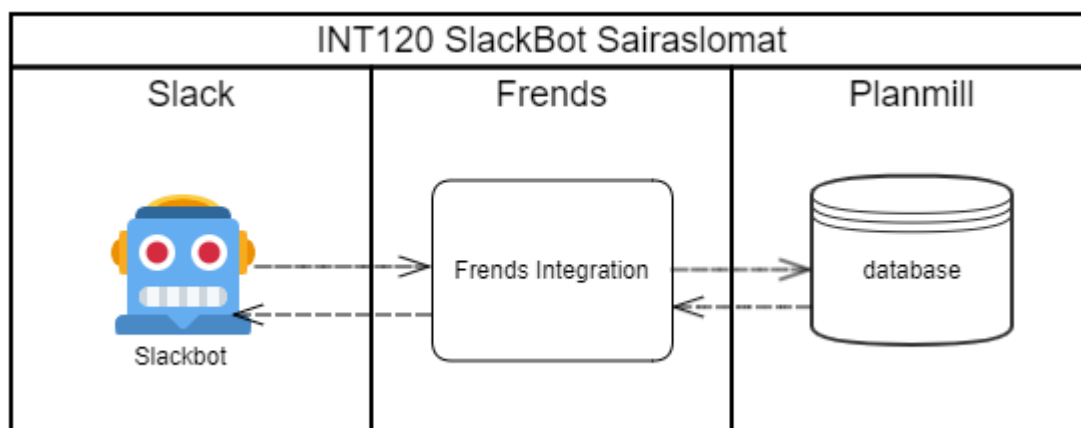 INT120 SlackBot Sairaslomat
Slack
Frends
Planmill
Frends Integration
database
Slackbot